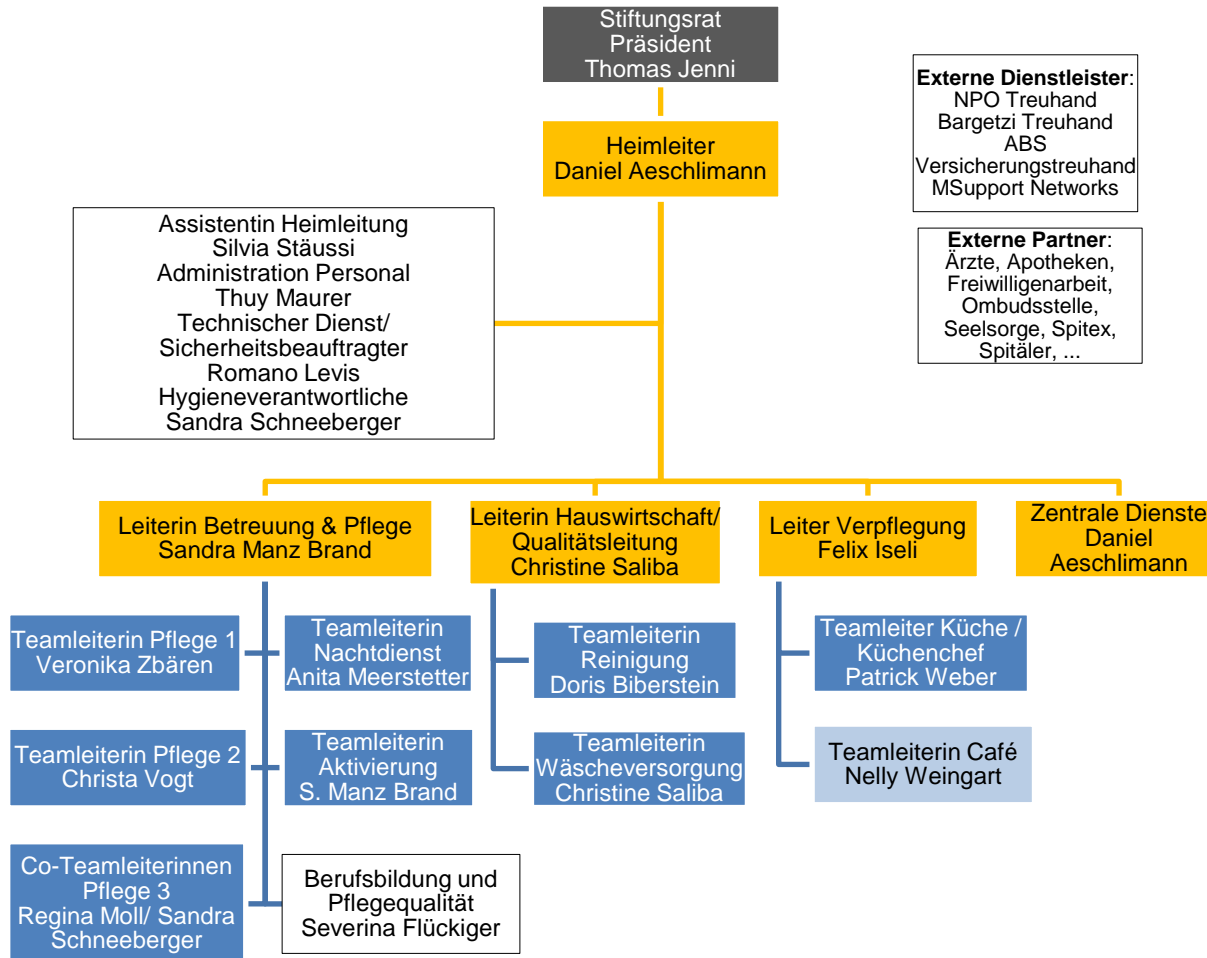 Stiftungsrat
Präsident
Thomas Jenni
Externe Dienstleister:
NPO Treuhand
Bargetzi Treuhand
ABS
Versicherungstreuhand
MSupport Networks
Heimleiter
Daniel Aeschlimann
Externe Partner:
Ärzte, Apotheken,
Freiwilligenarbeit,
Ombudsstelle,
Seelsorge, Spitex,
Spitäler, ...
Assistentin Heimleitung
Silvia Stäussi
Administration Personal
Thuy Maurer
Technischer Dienst/
Sicherheitsbeauftragter
Romano Levis
Hygieneverantwortliche
Sandra Schneeberger
Leiterin Betreuung & Pflege
Sandra Manz Brand
Leiterin Hauswirtschaft/
Qualitätsleitung
Christine Saliba
Leiter Verpflegung
Felix Iseli
Zentrale Dienste
Daniel
Aeschlimann
Teamleiterin Pflege 1
Veronika Zbären
Teamleiterin
Nachtdienst
Anita Meerstetter
Teamleiterin
Reinigung
Doris Biberstein
Teamleiter Küche /
Küchenchef
Patrick Weber
Teamleiterin Pflege 2
Christa Vogt
Teamleiterin
Aktivierung
S. Manz Brand
Teamleiterin
Wäscheversorgung
Christine Saliba
Teamleiterin Café
Nelly Weingart
Co-Teamleiterinnen
Pflege 3
Regina Moll/ Sandra
Schneeberger
Berufsbildung und
Pflegequalität
Severina Flückiger